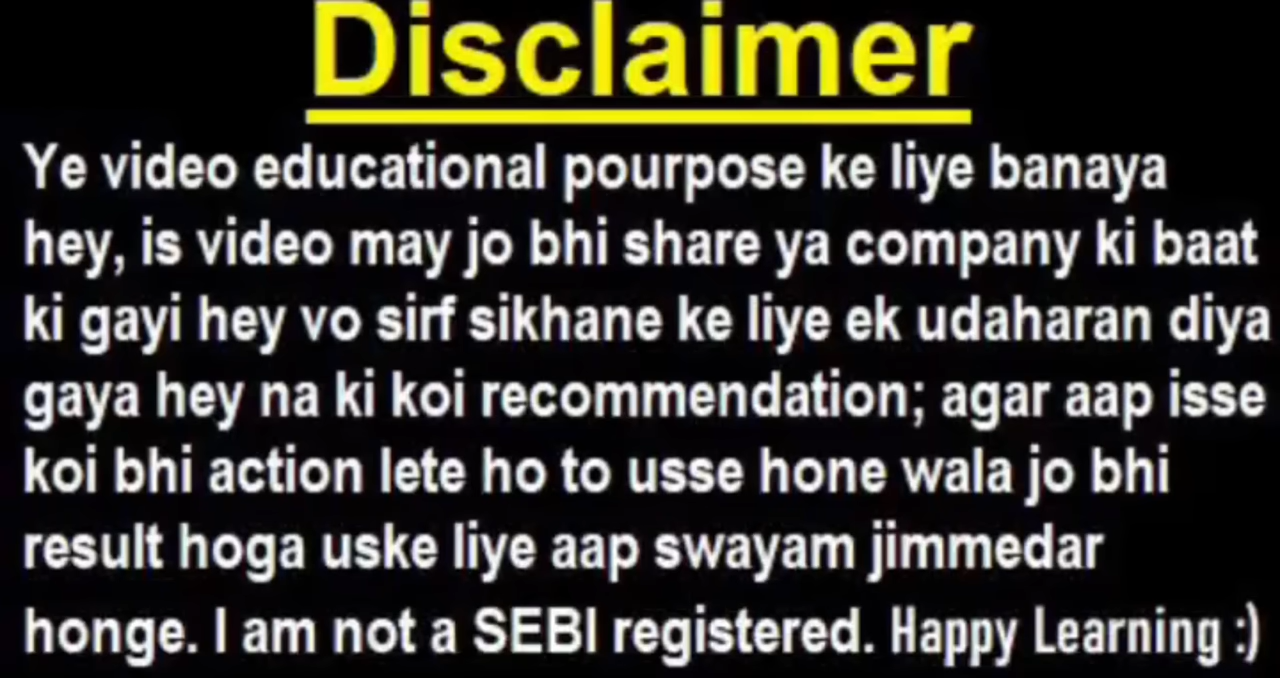 Disclaimer
Ye video educational pourpose ke liye banaya
hey, is video may jo bhi share ya company ki baat
ki gayi hey vo sirf sikhane ke liye ek udaharan diya
gaya hey na ki koi recommendation; agar aap isse
koi bhi action lete ho to usse hone wala jo bhi
result hoga uske liye aap swayam jimmedar
honge. I am not a SEBI registered. Happy Learning :)